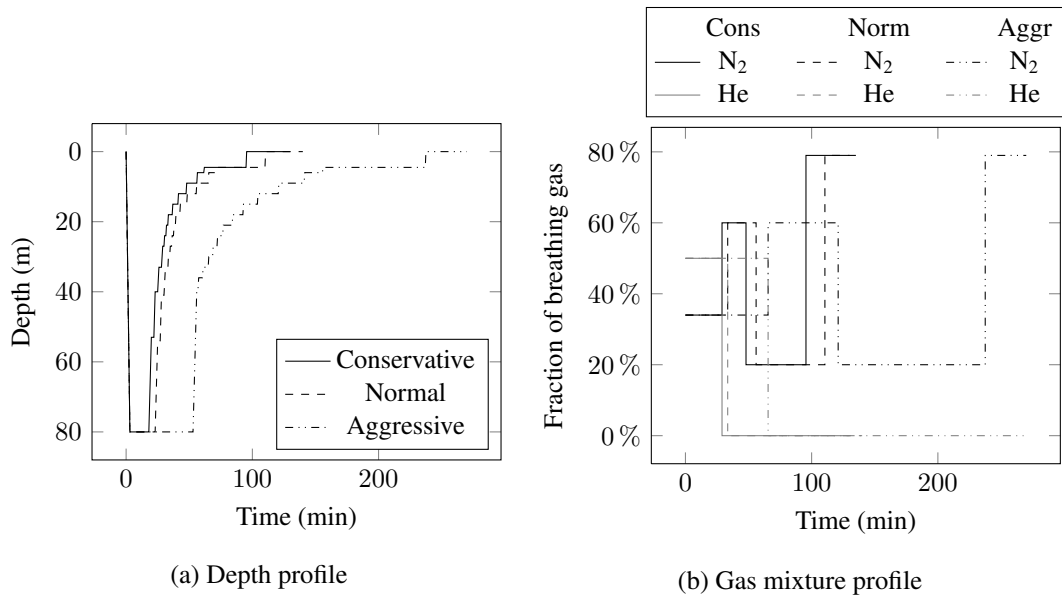 Cons Norm Aggr
N2 N2 N2
He He He
0
20
40
60
80
0 100 200
Time (min)
Depth (m)
Conservative
Normal
Aggressive
(a) Depth profile
80 %
60 %
40 %
20 %
0 %
0 100 200
Time (min)
Fraction of breathing gas
(b) Gas mixture profile